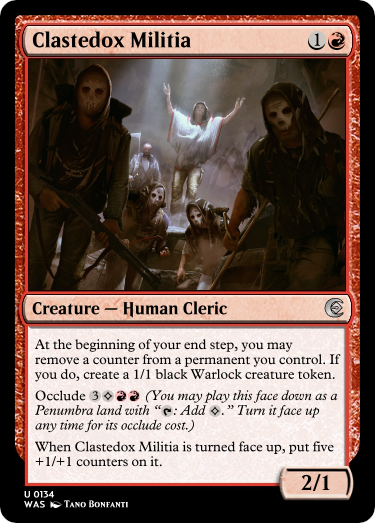 Clastedox Militia 1
Creature — Human Cleric
At the beginning of your end step, you may
remove a counter from a permanent you control. If
you do, create a 1/1 black Warlock creature token.
Occlude 3 (You may play this face down as a
Penumbra land with “: Add .” Turn it face up
any time for its occlude cost.)
When Clastedox Militia is turned face up, put five
+1/+1 counters on it.
2/1
U 0134
WAS Tano Bonfanti